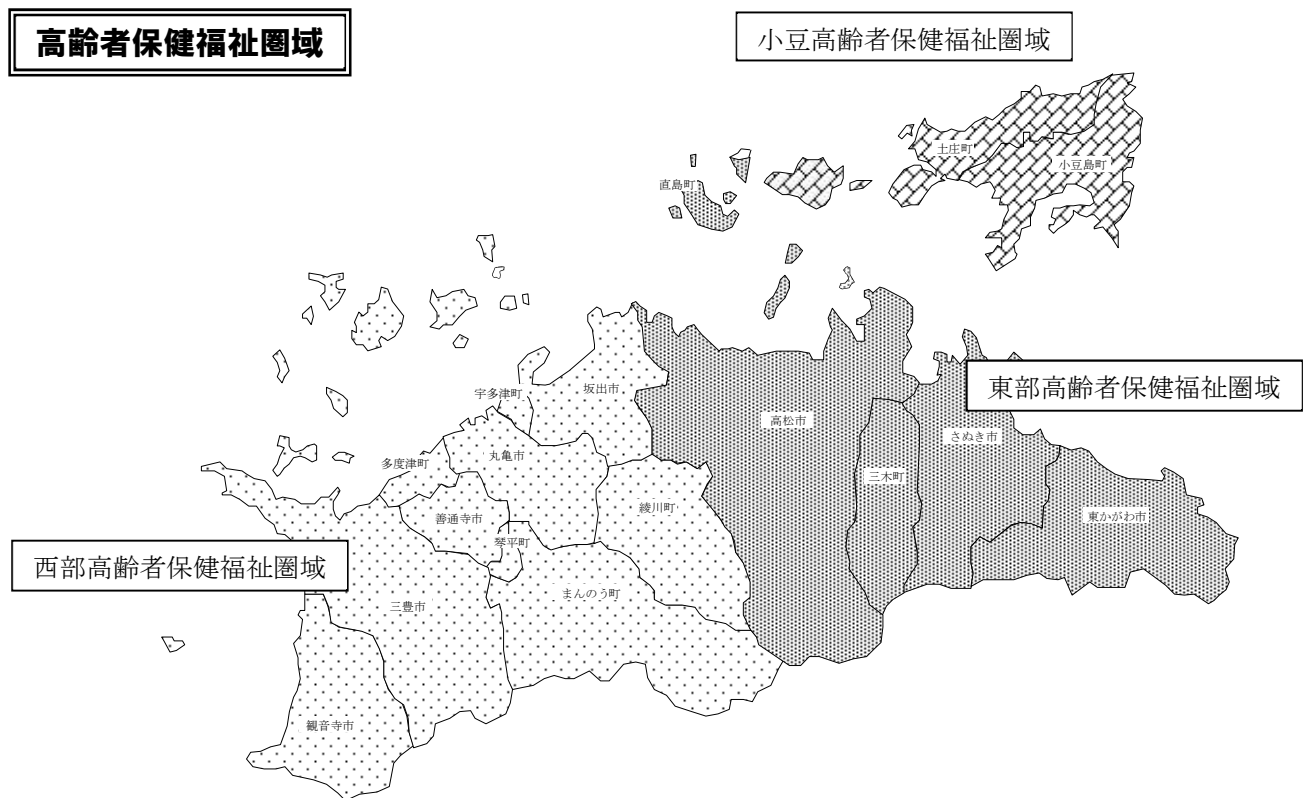 高齢者保健福祉圏域
小豆高齢者保健福祉圏域
土庄町
小豆島町
直島町
東部高齢者保健福祉圏域
宇多津町
坂出市
高松市
さぬき市
丸亀市
多度津町
三木町
綾川町
善通寺市
東かがわ市
琴平町
西部高齢者保健福祉圏域
まんのう町
三豊市
観音寺市